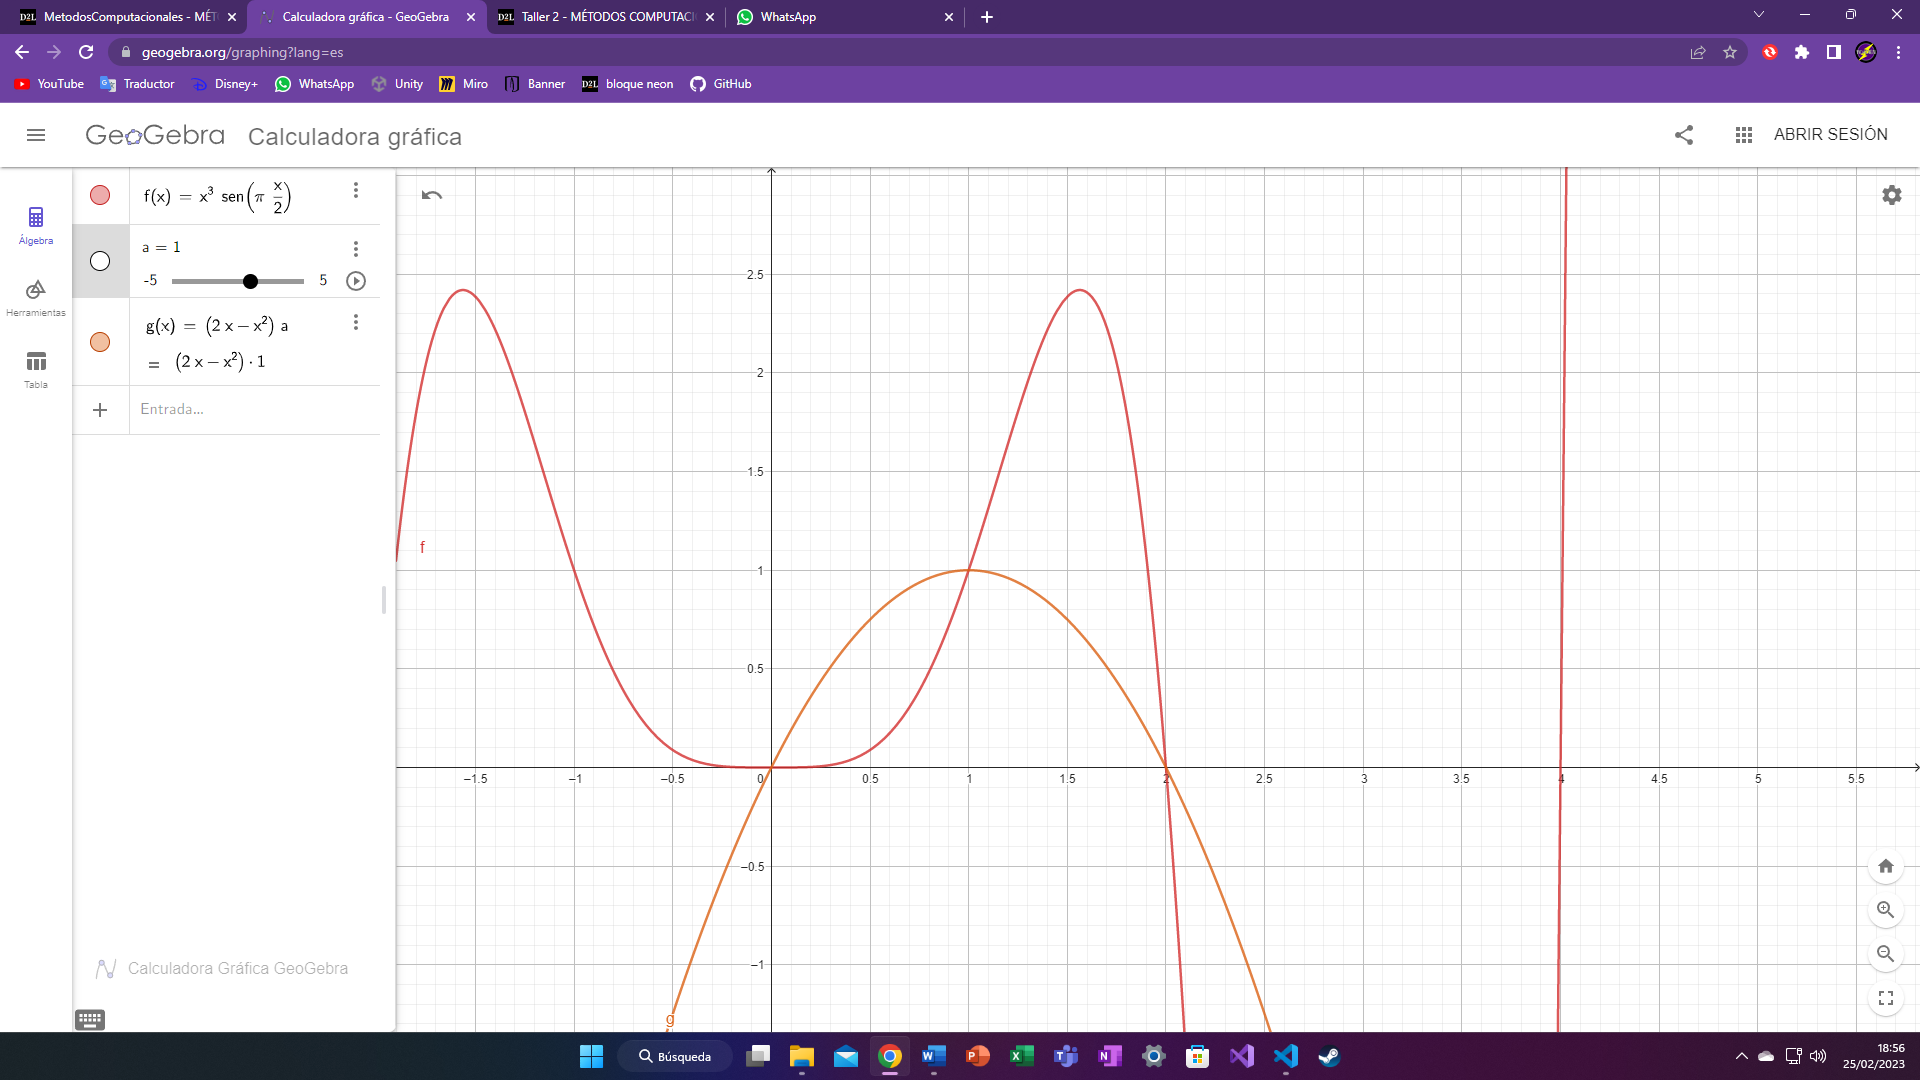 MetodosComputacionales - MÉT
Calculadora gráfica - GeoGebra
Taller 2 - MÉTODOS COMPUTACI
WhatsApp
geogebra.org/graphing?lang=es
YouTube
Traductor
Disney+
WhatsApp
Unity
Miro
Banner
bloque neon
GitHub
GeoGebra
Calculadora gráfica
ABRIR SESIÓN
Álgebra
Herramientas
Tabla
f(x) = x³ sen(π x/2)
a = 1
-5
5
g(x) = (2 x − x²) a
= (2 x − x²) · 1
Entrada...
Calculadora Gráfica GeoGebra
f
g
2.5
2
1.5
1
0.5
−0.5
−1
−1.5
−1
−0.5
0
0.5
1
1.5
2
2.5
3
3.5
4
4.5
5
5.5
Búsqueda
18:56
25/02/2023